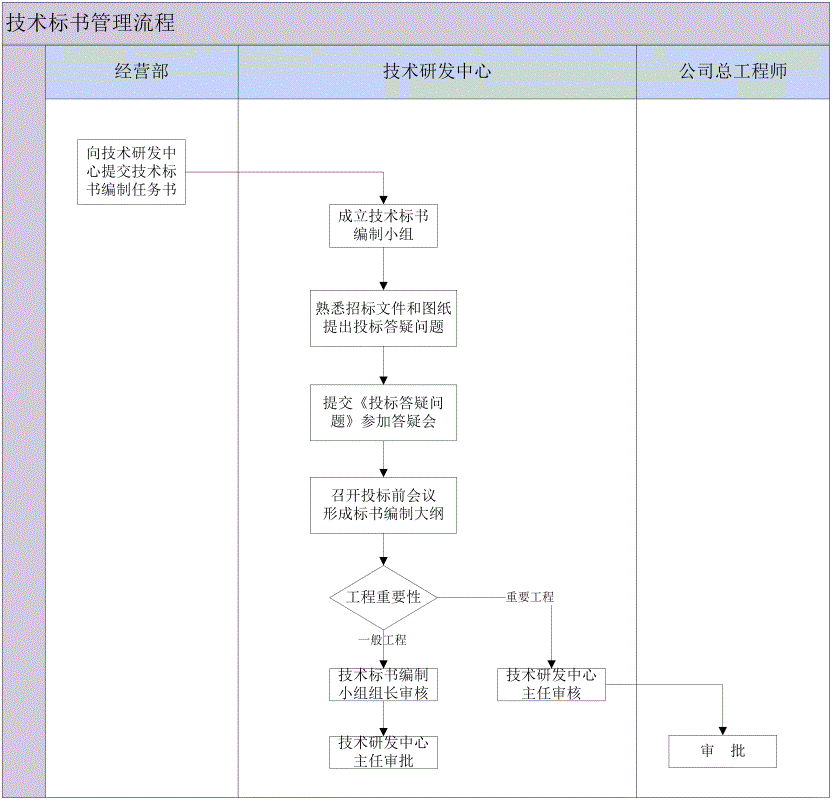 技术标书管理流程
经营部
技术研发中心
公司总工程师
向技术研发中
心提交技术标
书编制任务书
成立技术标书
编制小组
熟悉招标文件和图纸
提出投标答疑问题
提交《投标答疑问
题》参加答疑会
召开投标前会议
形成标书编制大纲
工程重要性
重要工程
一般工程
技术标书编制
小组组长审核
技术研发中心
主任审核
技术研发中心
主任审批
审 批